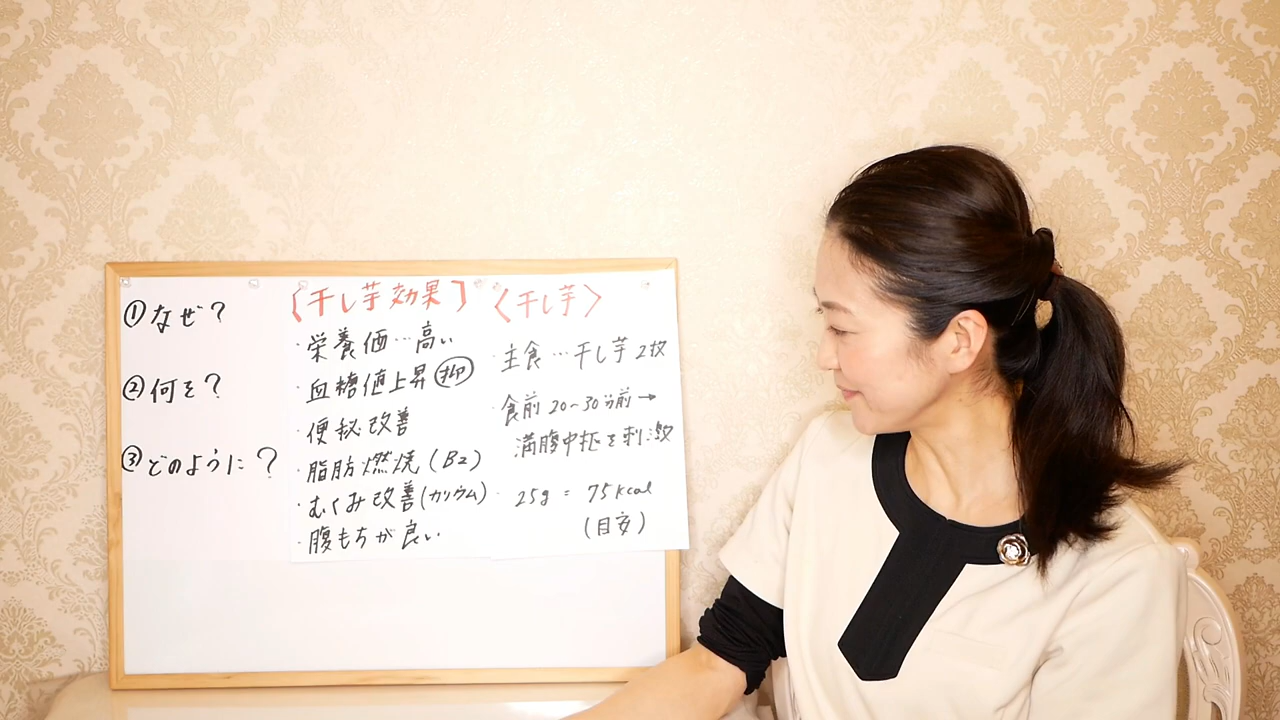 ①なぜ?
②何を?
③どのように?
〈干し芋効果〕
・栄養価…高い
・血糖値上昇 抑
・便秘改善
・脂肪燃焼(B2)
・むくみ改善(カリウム)
・腹もちが良い
〈干し芋〉
・主食…干し芋2枚
・食前20~30分前→
満腹中枢を刺激
・25g=75kcal
(目安)